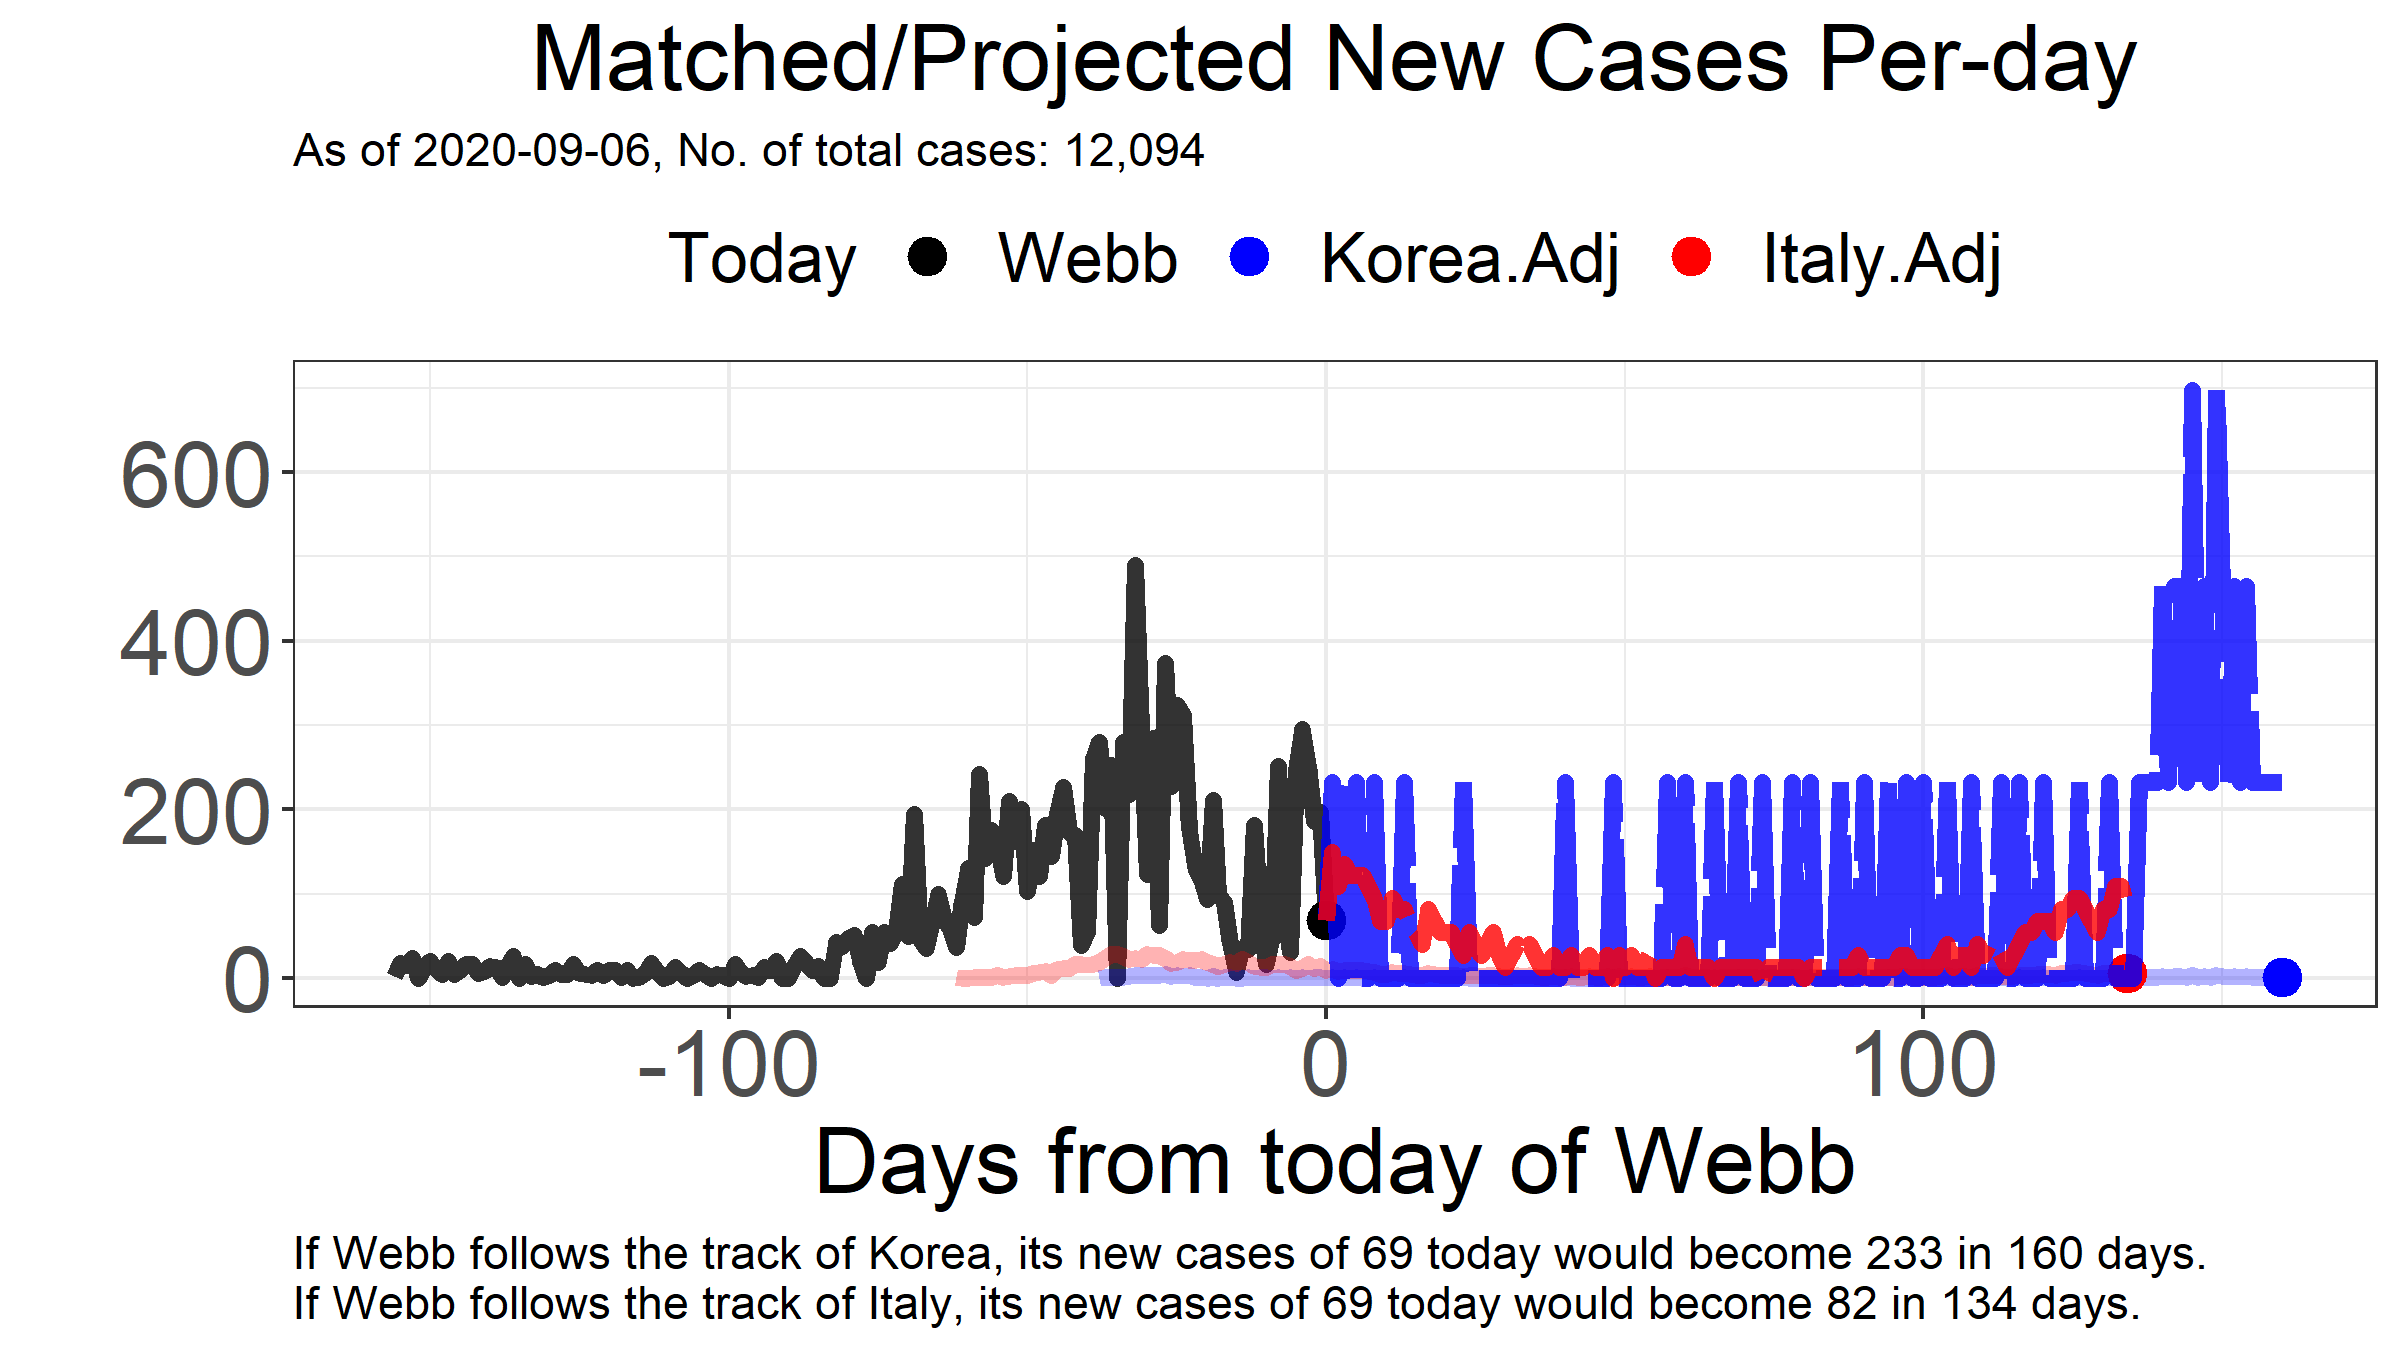 Matched/Projected New Cases Per-day
As of 2020-09-06, No. of total cases: 12,094
Today Webb Korea.Adj Italy.Adj
600
400
200
0
-100 0 100
Days from today of Webb
If Webb follows the track of Korea, its new cases of 69 today would become 233 in 160 days.
If Webb follows the track of Italy, its new cases of 69 today would become 82 in 134 days.